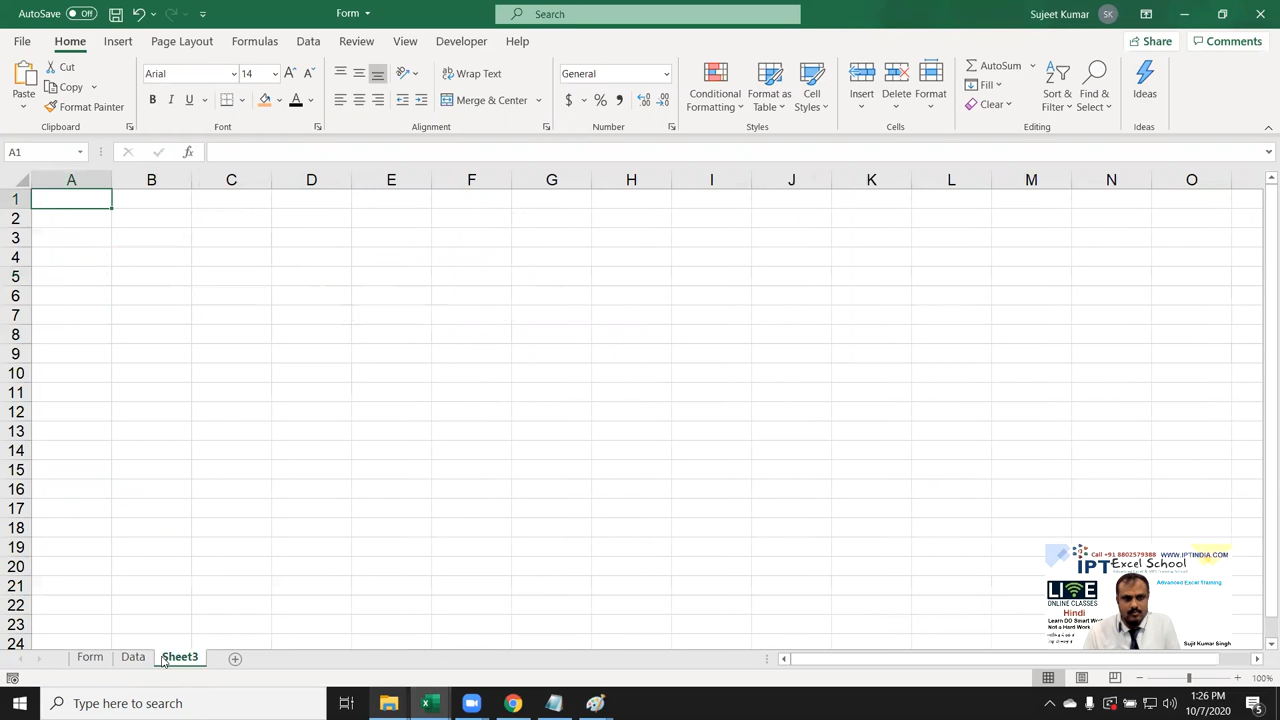 AutoSave Off Form Search Sujeet Kumar SK
File Home Insert Page Layout Formulas Data Review View Developer Help Share Comments
Paste Cut Copy Format Painter Clipboard
Arial 14 B I U A Font
Wrap Text Merge & Center Alignment
General $ % Number
Conditional Formatting Format as Table Cell Styles Styles
Insert Delete Format Cells
AutoSum Fill Clear Sort & Filter Find & Select Editing
Ideas Ideas
A1 fx
A B C D E F G H I J K L M N O
1
2
3
4
5
6
7
8
9
10
11
12
13
14
15
16
17
18
19
20
21
22
23
24
Call +91 8802579388 WWW.IPTINDIA.COM
IPT Excel School
Advanced Excel Training
LIVE
ONLINE CLASSES
Hindi
Learn DO Smart
Not a Hard Work
Sujit Kumar Singh
Form Data Sheet3
100%
Type here to search 1:26 PM
10/7/2020 5